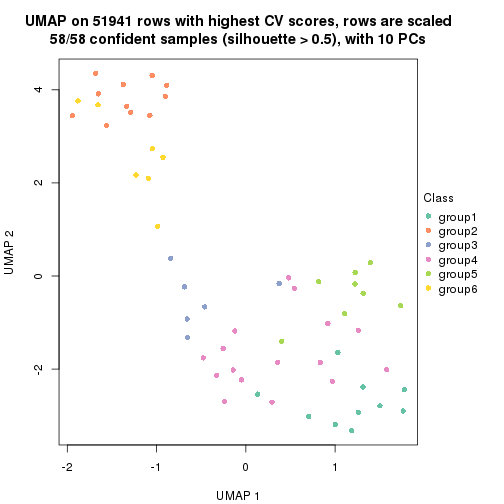 UMAP on 51941 rows with highest CV scores, rows are scaled
58/58 confident samples (silhouette > 0.5), with 10 PCs
4
2
0
-2
UMAP 2
-2
-1
0
1
UMAP 1
Class
group1
group2
group3
group4
group5
group6